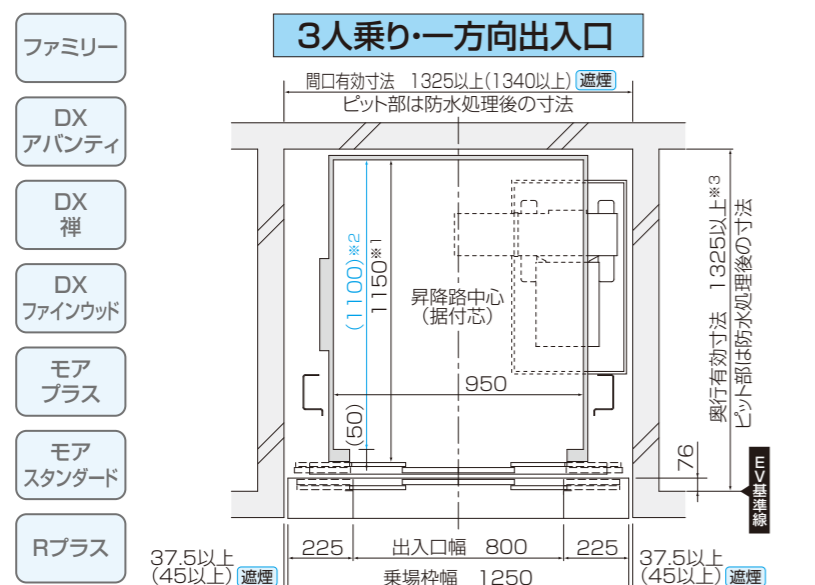 ファミリー
DX
アバンティ
DX
禅
DX
ファインウッド
モア
プラス
モア
スタンダード
Rプラス
3人乗り・一方向出入口
間口有効寸法 1325以上(1340以上) 遮煙
ピット部は防水処理後の寸法
(1100)※2
1150※1
昇降路中心
(据付芯)
950
(50)
奥行有効寸法 1325以上※3
ピット部は防水処理後の寸法
76
EV基準線
225
出入口幅 800
225
37.5以上
(45以上) 遮煙
乗場枠幅 1250
37.5以上
(45以上) 遮煙